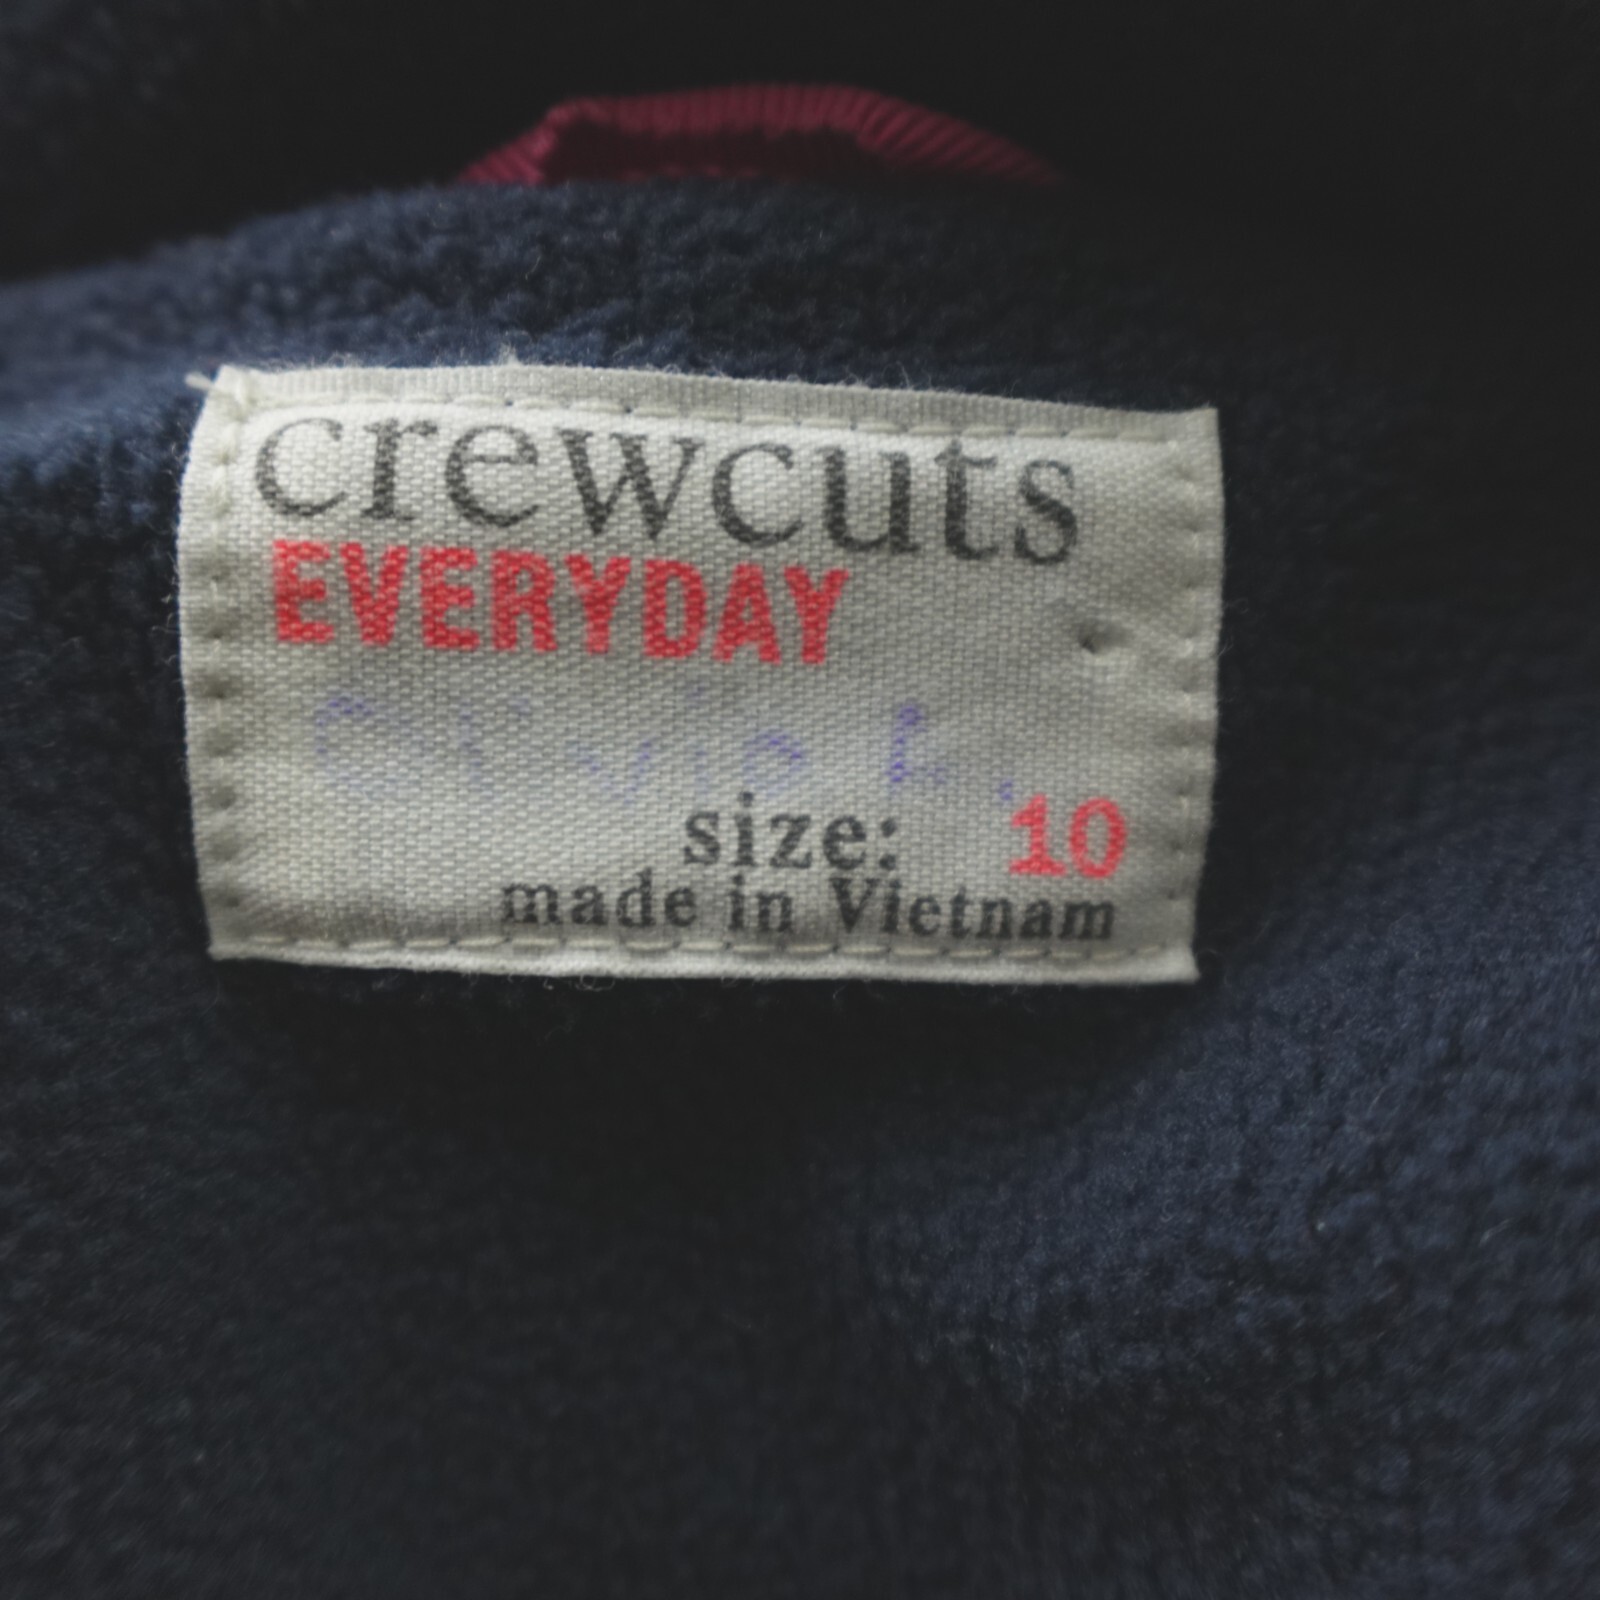 crewcuts
EVERYDAY
size: 10
made in Vietnam